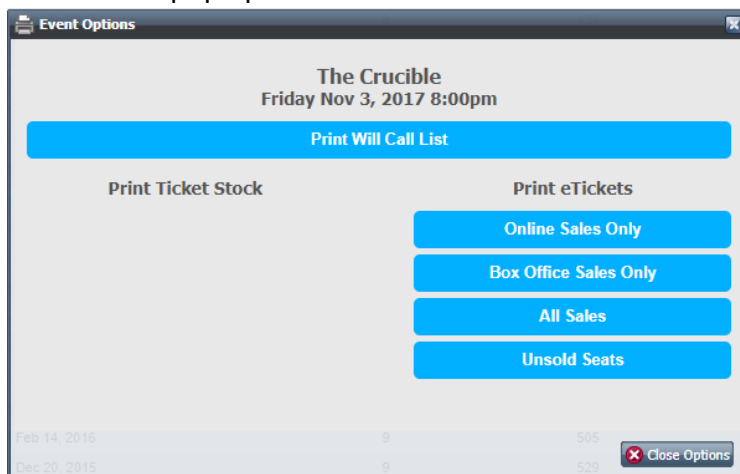 Event Options
The Crucible
Friday Nov 3, 2017 8:00pm
Print Will Call List
Print Ticket Stock
Print eTickets
Online Sales Only
Box Office Sales Only
All Sales
Unsold Seats
Feb 14, 2016 9 505
Close Options
Dec 20, 2015 9 529